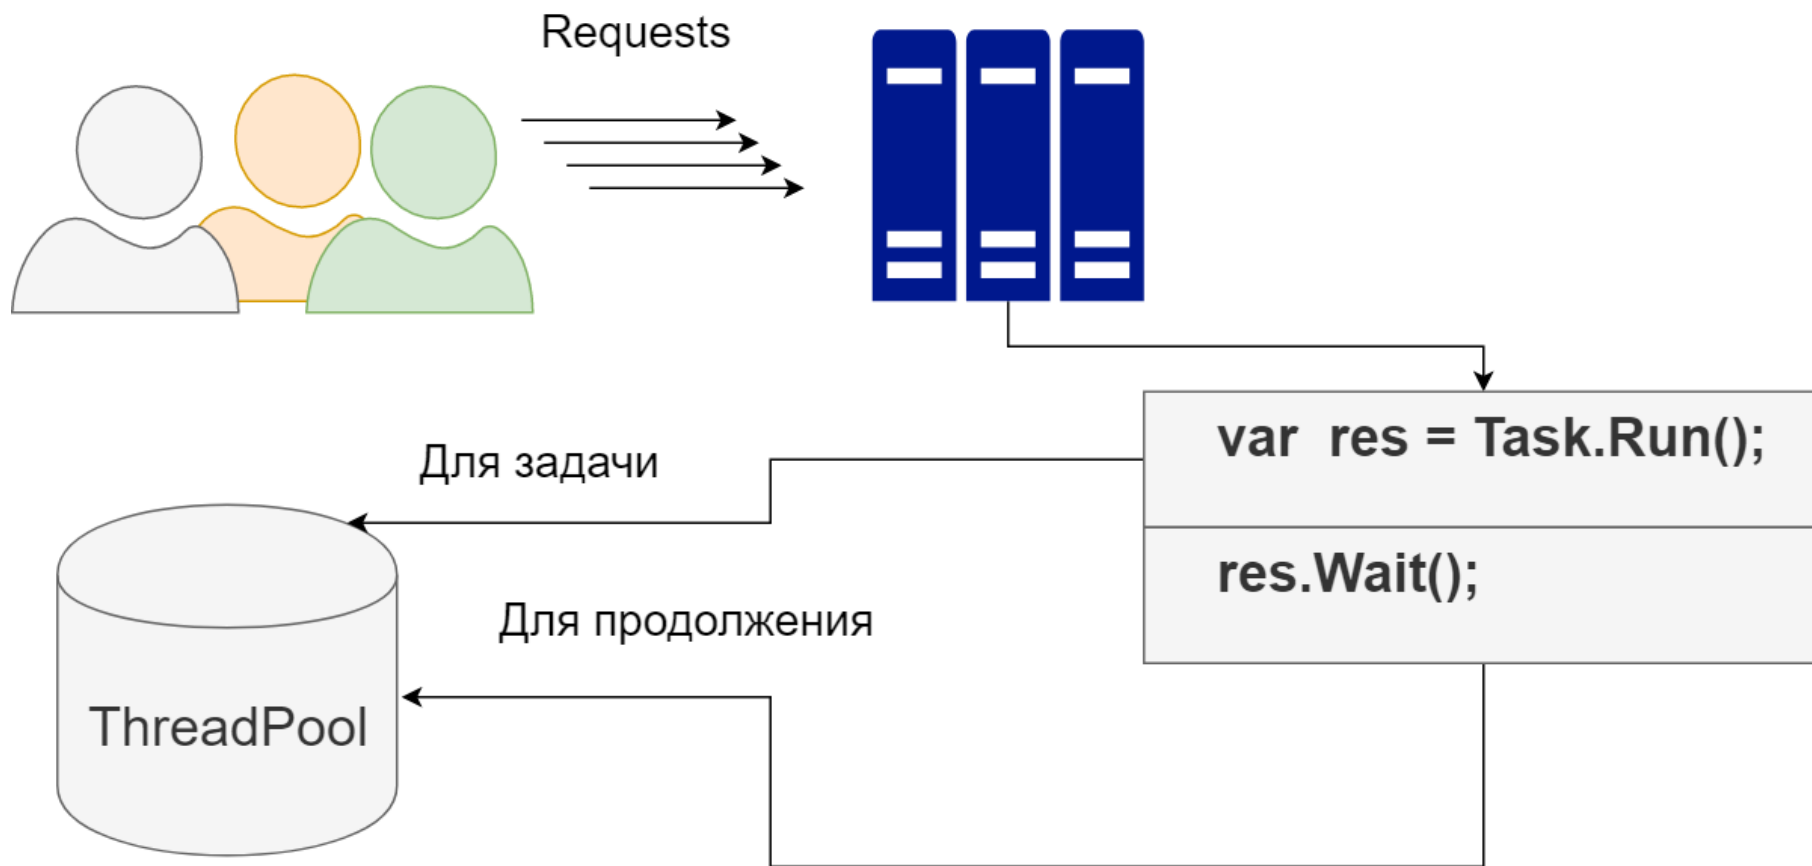 Requests
var res = Task.Run();
Для задачи
res.Wait();
Для продолжения
ThreadPool